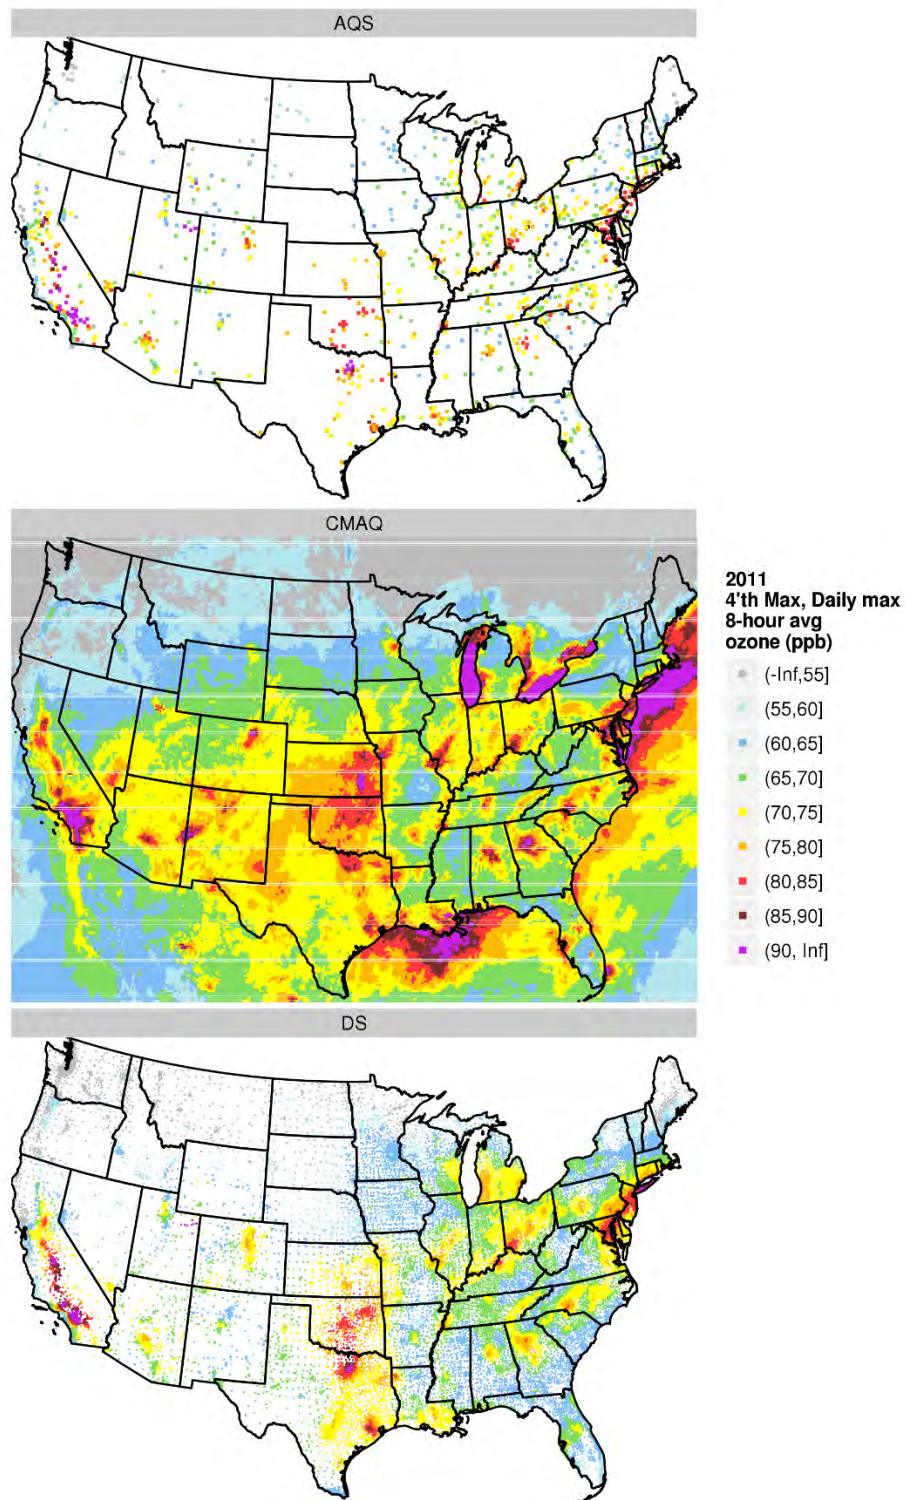 AQS
CMAQ
2011
4'th Max, Daily max
8-hour avg
ozone (ppb)
(-Inf,55]
(55,60]
(60,65]
(65,70]
(70,75]
(75,80]
(80,85]
(85,90]
(90, Inf]
DS